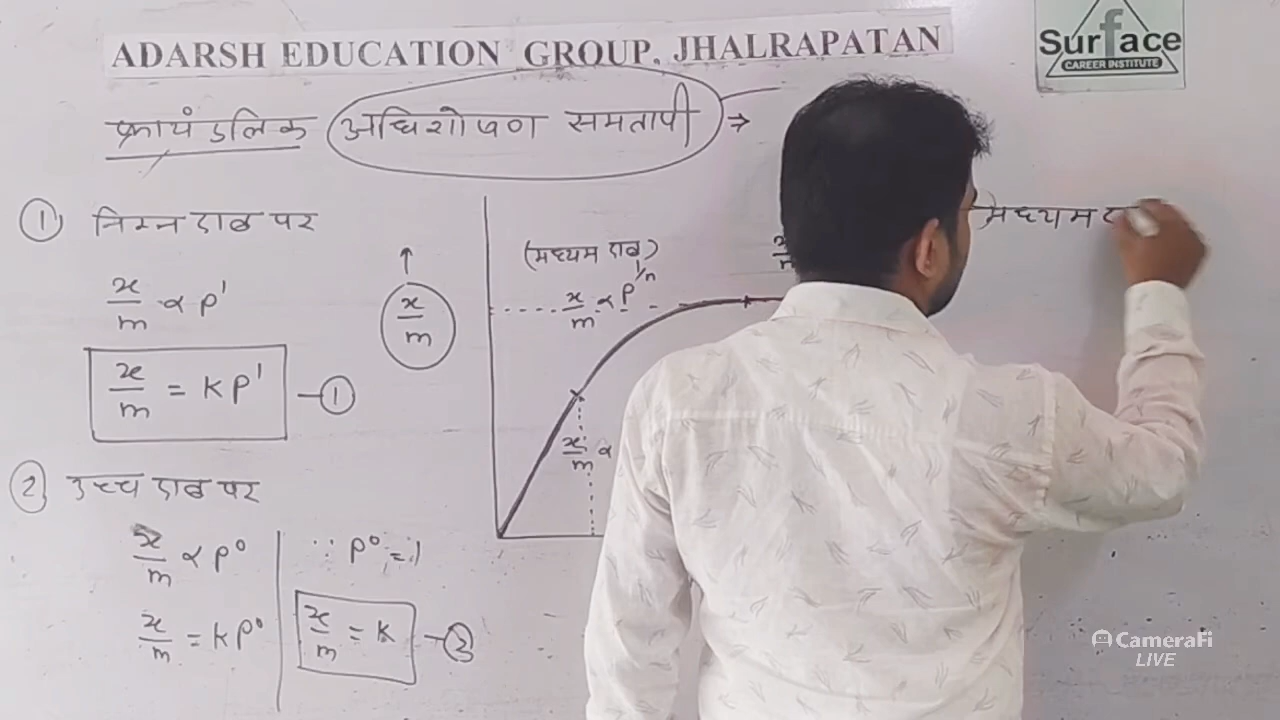 ADARSH EDUCATION GROUP, JHALRAPATAN
Surface
CAREER INSTITUTE
फ्रायंडलिक अधिशोषण समतापी →
① निम्न दाब पर
x/m ∝ P¹
x/m = KP¹ —①
② उच्च दाब पर
x/m ∝ P⁰
x/m = KP⁰
∵ P⁰ = 1
x/m = K —②
↑
x/m
(मध्यम दाब)
x/m ∝ P^1/n
x/m ∝
मध्यम
CameraFi
LIVE